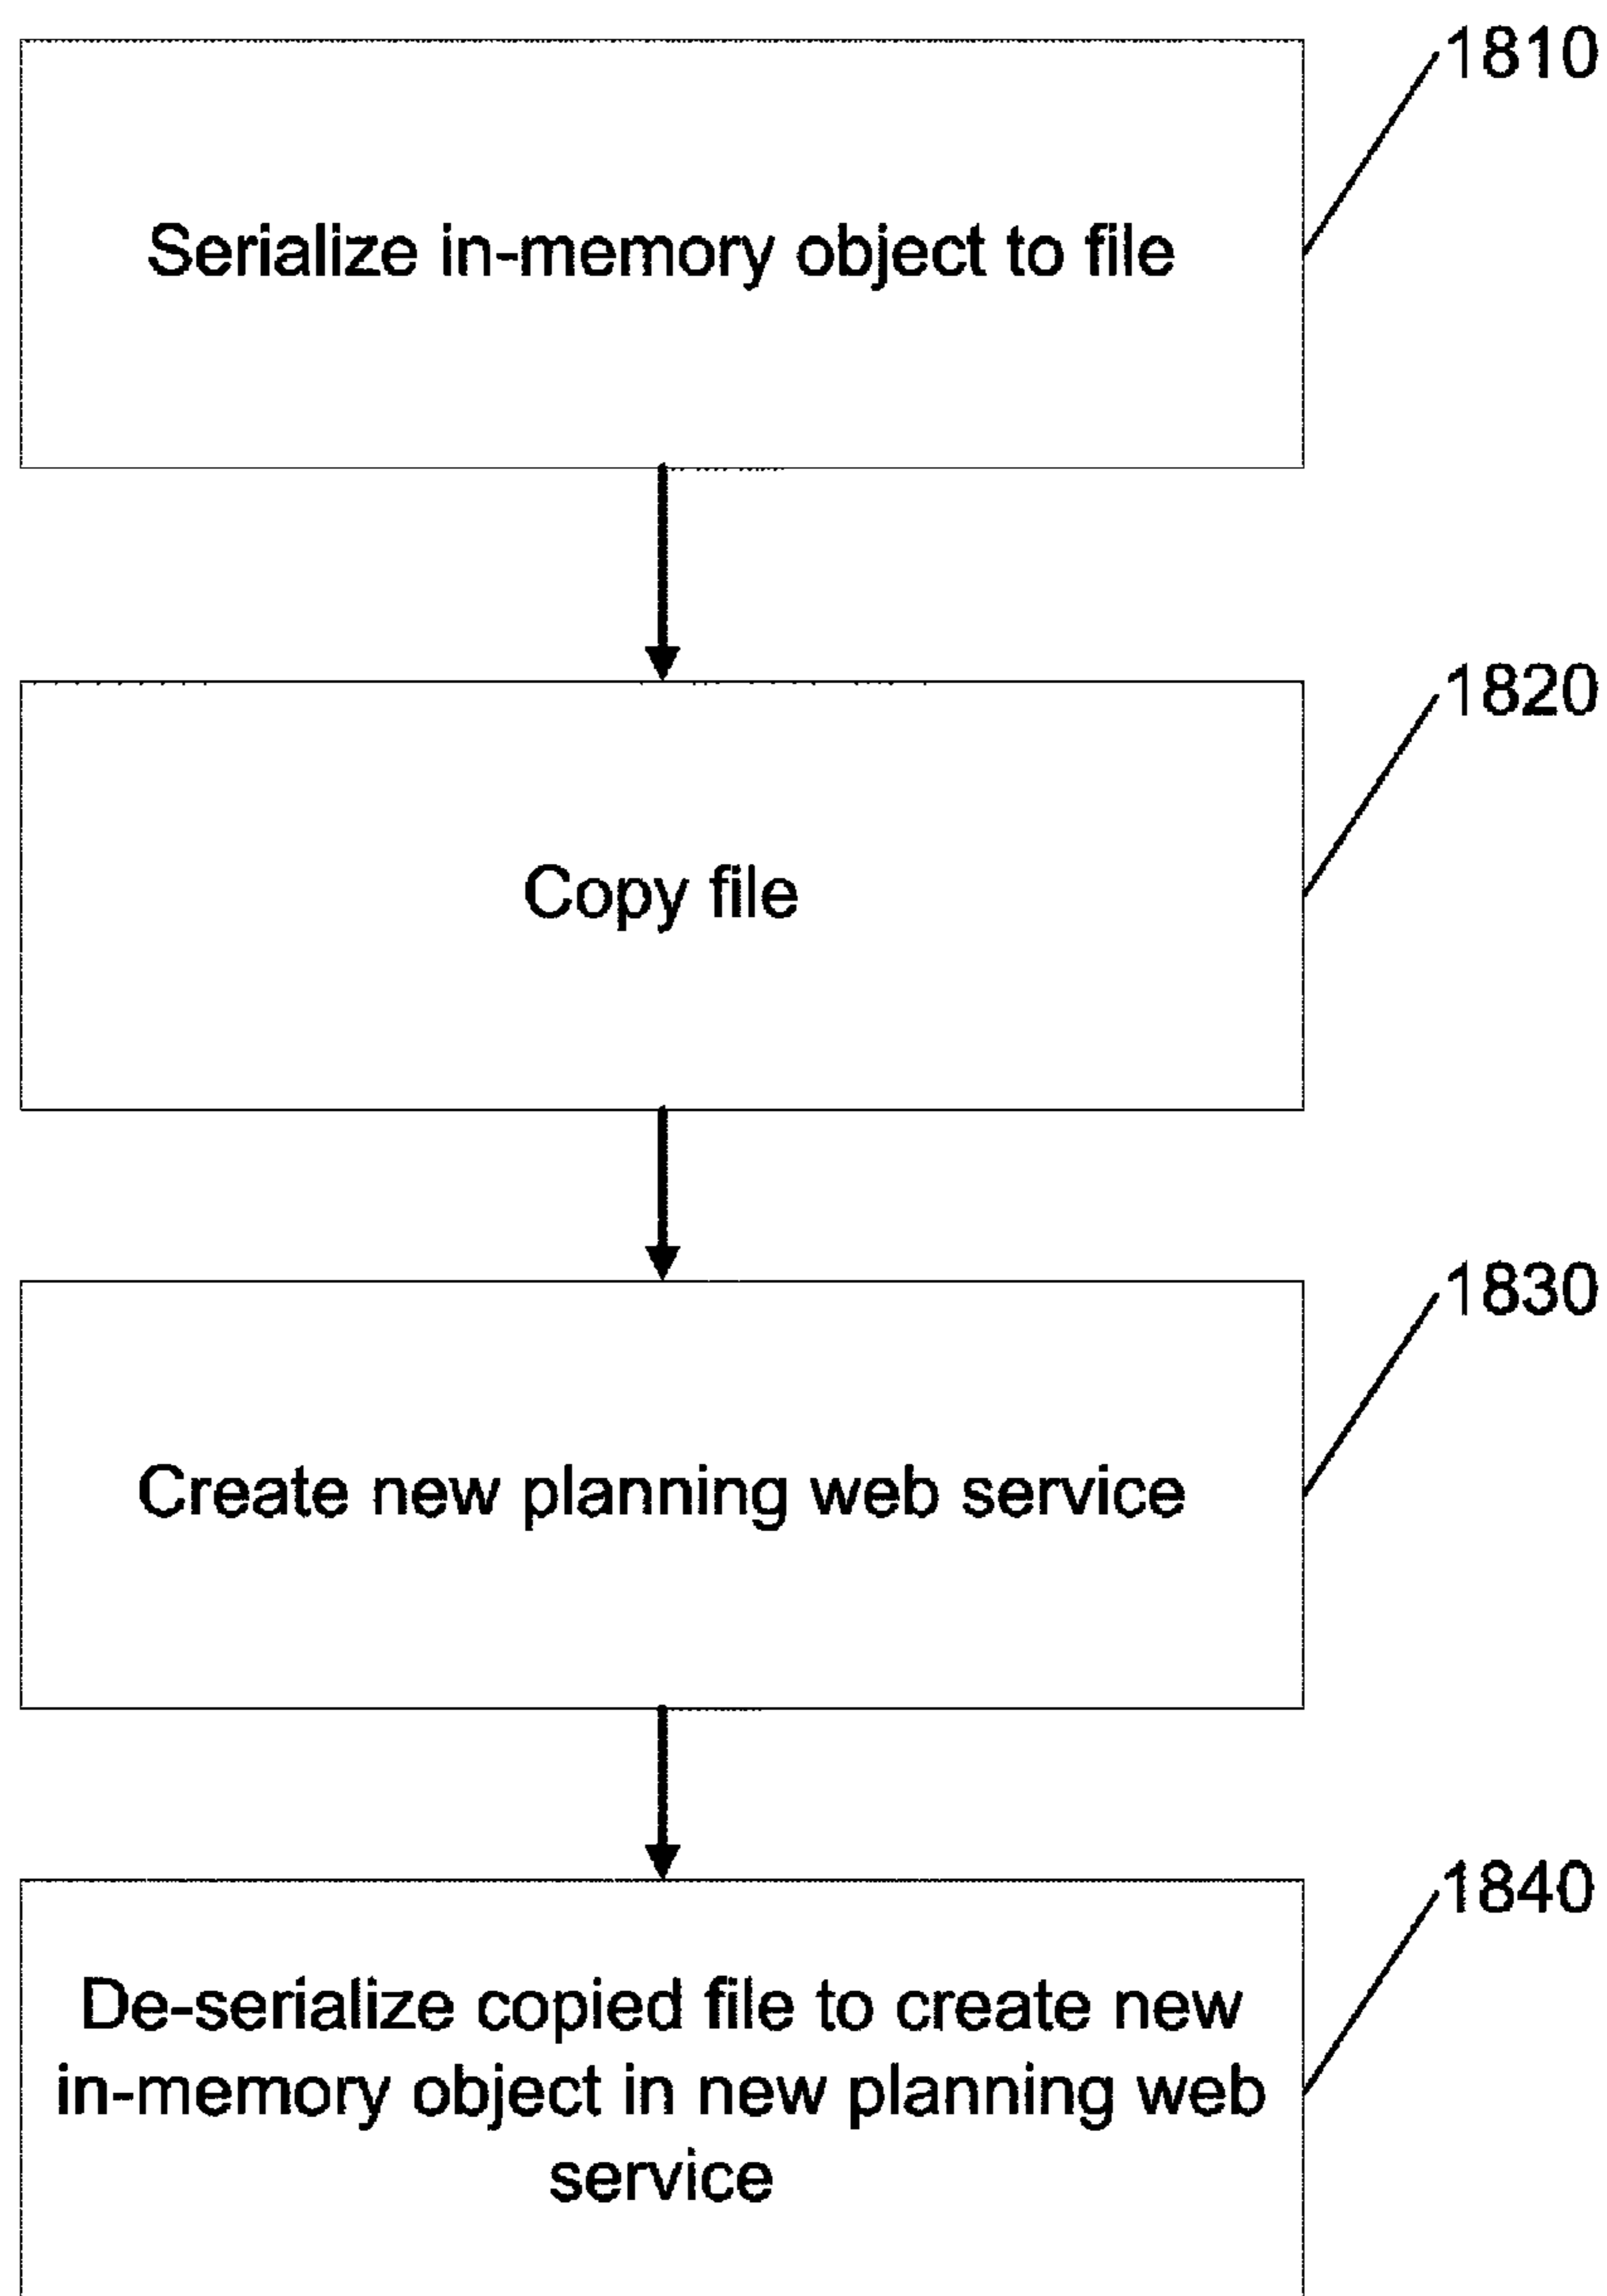 1810
Serialize in-memory object to file
1820
Copy file
1830
Create new planning web service
1840
De-serialize copied file to create new
in-memory object in new planning web
service